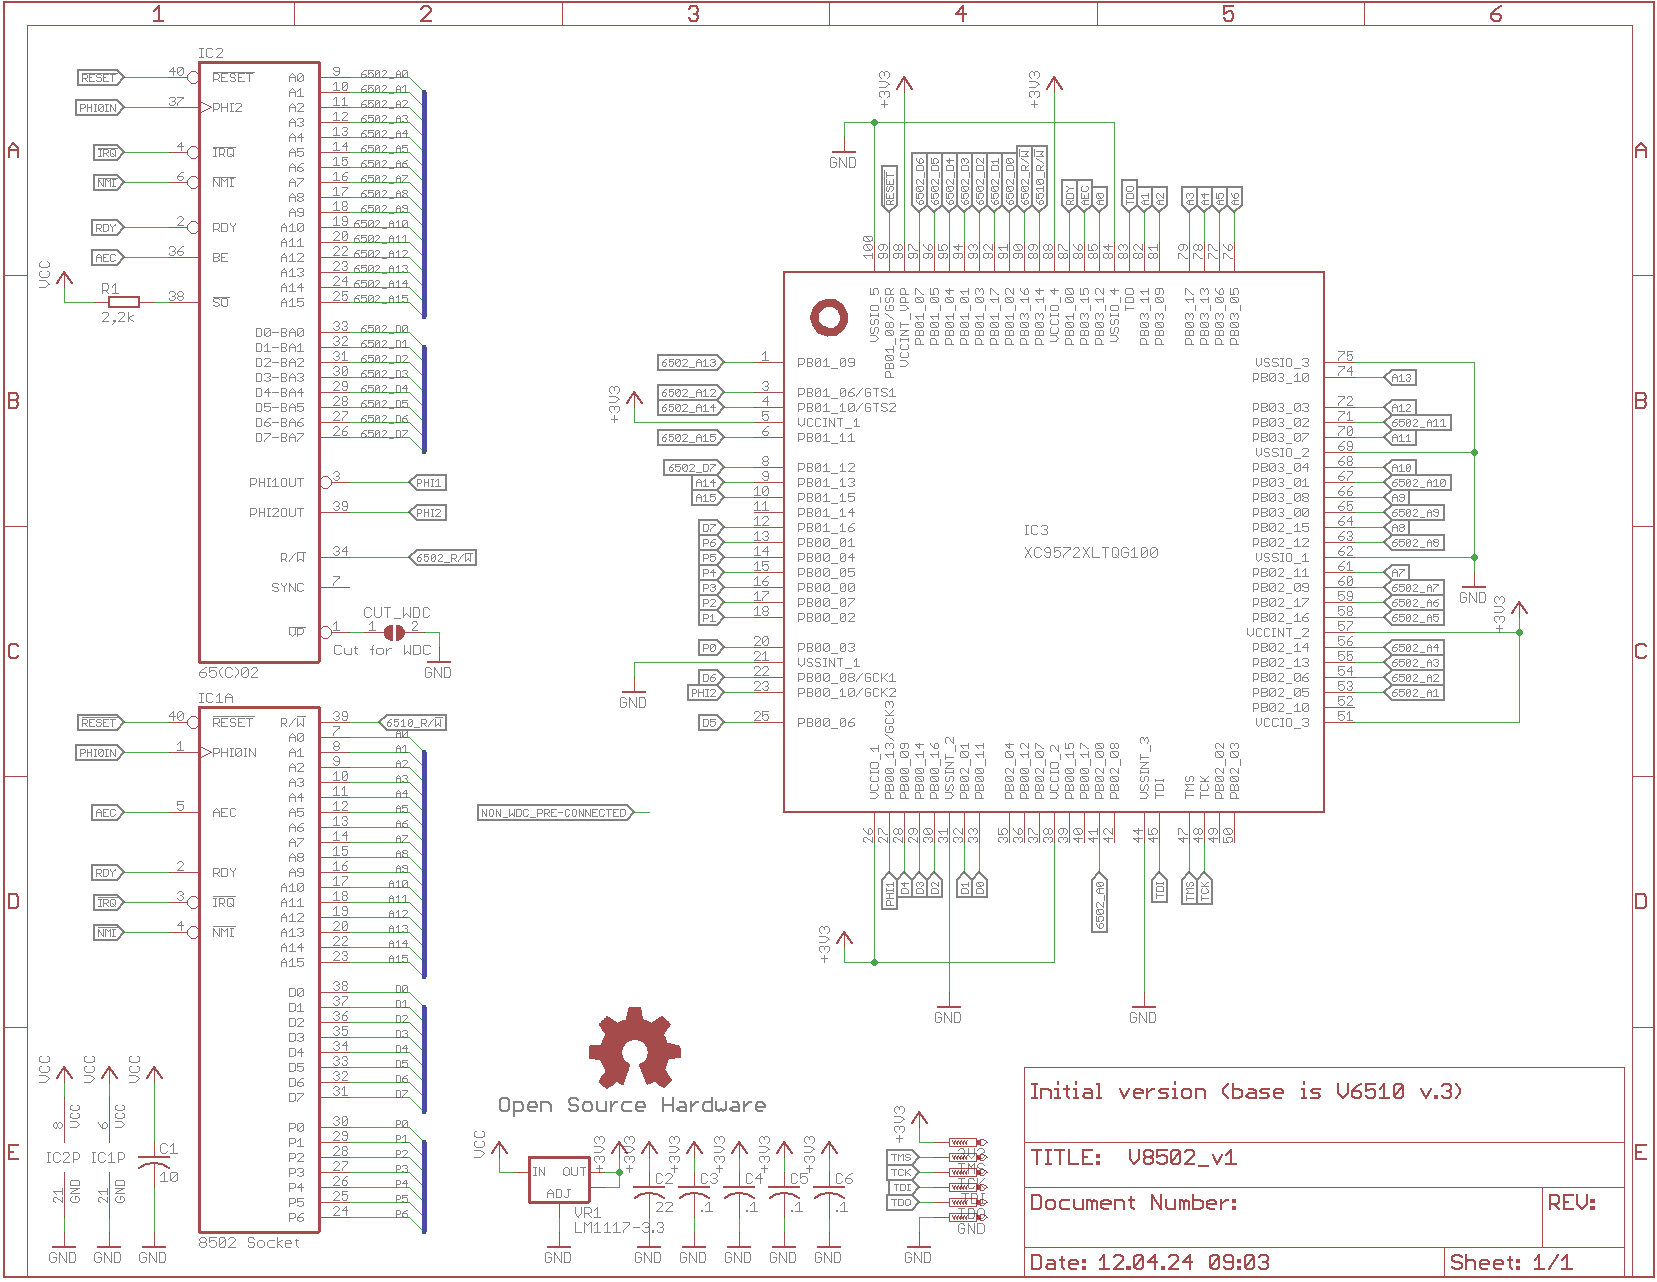 1 2 3 4 5 6
A B C D E
A B C D E
IC2
RESET 40 RESET
PHI0IN 37 PHI2
IRQ 4 IRQ
NMI 6 NMI
RDY 2 RDY
AEC 36 BE
VCC R1 2,2k 38 SO
A0 9 6502_A0
A1 10 6502_A1
A2 11 6502_A2
A3 12 6502_A3
A4 13 6502_A4
A5 14 6502_A5
A6 15 6502_A6
A7 16 6502_A7
A8 17 6502_A8
A9 18 6502_A9
A10 19 6502_A10
A11 20 6502_A11
A12 22 6502_A12
A13 23 6502_A13
A14 24 6502_A14
A15 25 6502_A15
D0-BA0 33 6502_D0
D1-BA1 32 6502_D1
D2-BA2 31 6502_D2
D3-BA3 30 6502_D3
D4-BA4 29 6502_D4
D5-BA5 28 6502_D5
D6-BA6 27 6502_D6
D7-BA7 26 6502_D7
PHI1OUT 3 PHI1
PHI2OUT 39 PHI2
R/W 34 6502_R/W
SYNC 7
VP 1
CUT_WDC
1 2
Cut for WDC
GND
65(C)02
IC1A
RESET 40 RESET
PHI0IN 1 PHI0IN
AEC 5 AEC
RDY 2 RDY
IRQ 3 IRQ
NMI 4 NMI
R/W 39 6510_R/W
A0 7 A0
A1 8 A1
A2 9 A2
A3 10 A3
A4 11 A4
A5 12 A5
A6 13 A6
A7 14 A7
A8 15 A8
A9 16 A9
A10 17 A10
A11 18 A11
A12 19 A12
A13 20 A13
A14 22 A14
A15 23 A15
D0 38 D0
D1 37 D1
D2 36 D2
D3 35 D3
D4 34 D4
D5 33 D5
D6 32 D6
D7 31 D7
P0 30 P0
P1 29 P1
P2 28 P2
P3 27 P3
P4 26 P4
P5 25 P5
P6 24 P6
8502 Socket
VCC 8 VCC IC2P 21 GND GND
VCC 6 VCC IC1P 21 GND GND
VCC C1 10 GND
NON_WDC_PRE-CONNECTED
IC3
XC9572XLTQG100
GND
+3V3
+3V3
100 VSSIO_5
RESET 99 PB01_08/GSR
98 VCCINT_VPP
6502_D6 97 PB01_07
6502_D5 96 PB01_05
6502_D4 95 PB01_04
6502_D3 94 PB01_01
6502_D2 93 PB01_03
6502_D1 92 PB01_17
6502_D0 91 PB01_02
6502_R/W 90 PB03_16
6510_R/W 89 PB03_14
88 VCCIO_4
RDY 87 PB01_00
AEC 86 PB03_15
A0 85 PB03_12
84 VSSIO_4
TDO 83 TDO
A1 82 PB03_11
A2 81 PB03_09
A3 79 PB03_17
A4 78 PB03_13
A5 77 PB03_06
A6 76 PB03_05
6502_A13 1 PB01_09
6502_A12 3 PB01_06/GTS1
6502_A14 4 PB01_10/GTS2
+3V3 5 VCCINT_1
6502_A15 6 PB01_11
6502_D7 8 PB01_12
A14 9 PB01_13
A15 10 PB01_15
11 PB01_14
D7 12 PB01_16
P6 13 PB00_01
P5 14 PB00_04
P4 15 PB00_05
P3 16 PB00_00
P2 17 PB00_07
P1 18 PB00_02
P0 20 PB00_03
GND 21 VSSINT_1
D6 22 PB00_08/GCK1
PHI2 23 PB00_10/GCK2
D5 25 PB00_06
VSSIO_3 75
PB03_10 74 A13
PB03_03 72 A12
PB03_02 71 6502_A11
PB03_07 70 A11
VSSIO_2 69
PB03_04 68 A10
PB03_01 67 6502_A10
PB03_08 66 A9
PB03_00 65 6502_A9
PB02_15 64 A8
PB02_12 63 6502_A8
VSSIO_1 62
PB02_11 61 A7
PB02_09 60 6502_A7
PB02_17 59 6502_A6
PB02_16 58 6502_A5
VCCINT_2 57
PB02_14 56 6502_A4
PB02_13 55 6502_A3
PB02_06 54 6502_A2
PB02_05 53 6502_A1
PB02_10 52
VCCIO_3 51
GND
+3V3
VCCIO_1 26
PB00_13/GCK3 27 PHI1
PB00_09 28 D4
PB00_14 29 D3
PB00_16 30 D2
VSSINT_2 31
PB02_01 32 D1
PB00_11 33 D0
PB02_04 35
PB00_12 36
PB02_07 37
VCCIO_2 38
PB00_15 39
PB00_17 40
PB02_00 41 6502_A0
PB02_08 42
VSSINT_3 44
TDI 45 TDI
TMS 47 TMS
TCK 48 TCK
PB02_02 49
PB02_03 50
+3V3
GND
GND
Open Source Hardware
VCC IN OUT ADJ
VR1
LM1117-3.3
GND
+3V3
+3V3 C2 22 GND
+3V3 C3 .1 GND
+3V3 C4 .1 GND
+3V3 C5 .1 GND
+3V3 C6 .1 GND
+3V3
TMS
TCK
TDI
TDO
GND
GND
Initial version (base is V6510 v.3)
TITLE: V8502_v1
Document Number:
REV:
Date: 12.04.24 09:03
Sheet: 1/1